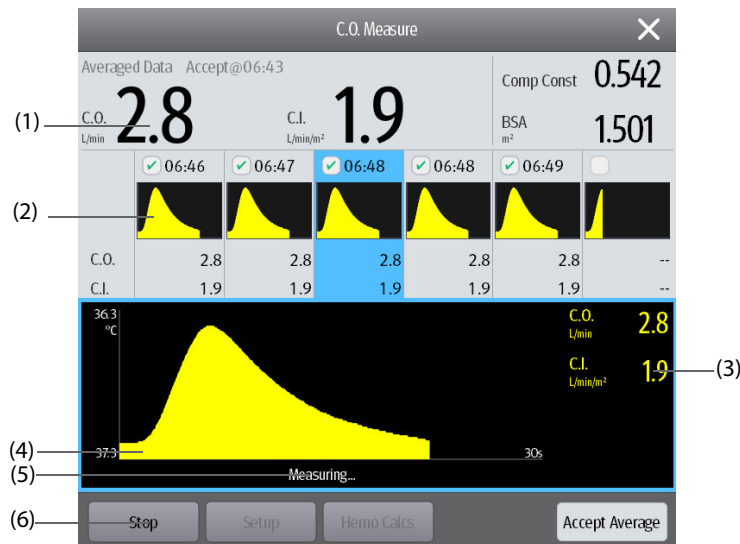 C.O. Measure
Averaged Data Accept@06:43
C.O.
L/min
2.8
C.I.
L/min/m²
1.9
Comp Const 0.542
BSA
m²
1.501
(1)
06:46 06:47 06:48 06:48 06:49
(2)
C.O. 2.8 2.8 2.8 2.8 2.8 --
C.I. 1.9 1.9 1.9 1.9 1.9 --
36.3
°C
C.O.
L/min
2.8
C.I.
L/min/m²
1.9
(3)
(4)
37.3
30s
(5)
Measuring...
(6)
Stop Setup Hemo Calcs Accept Average